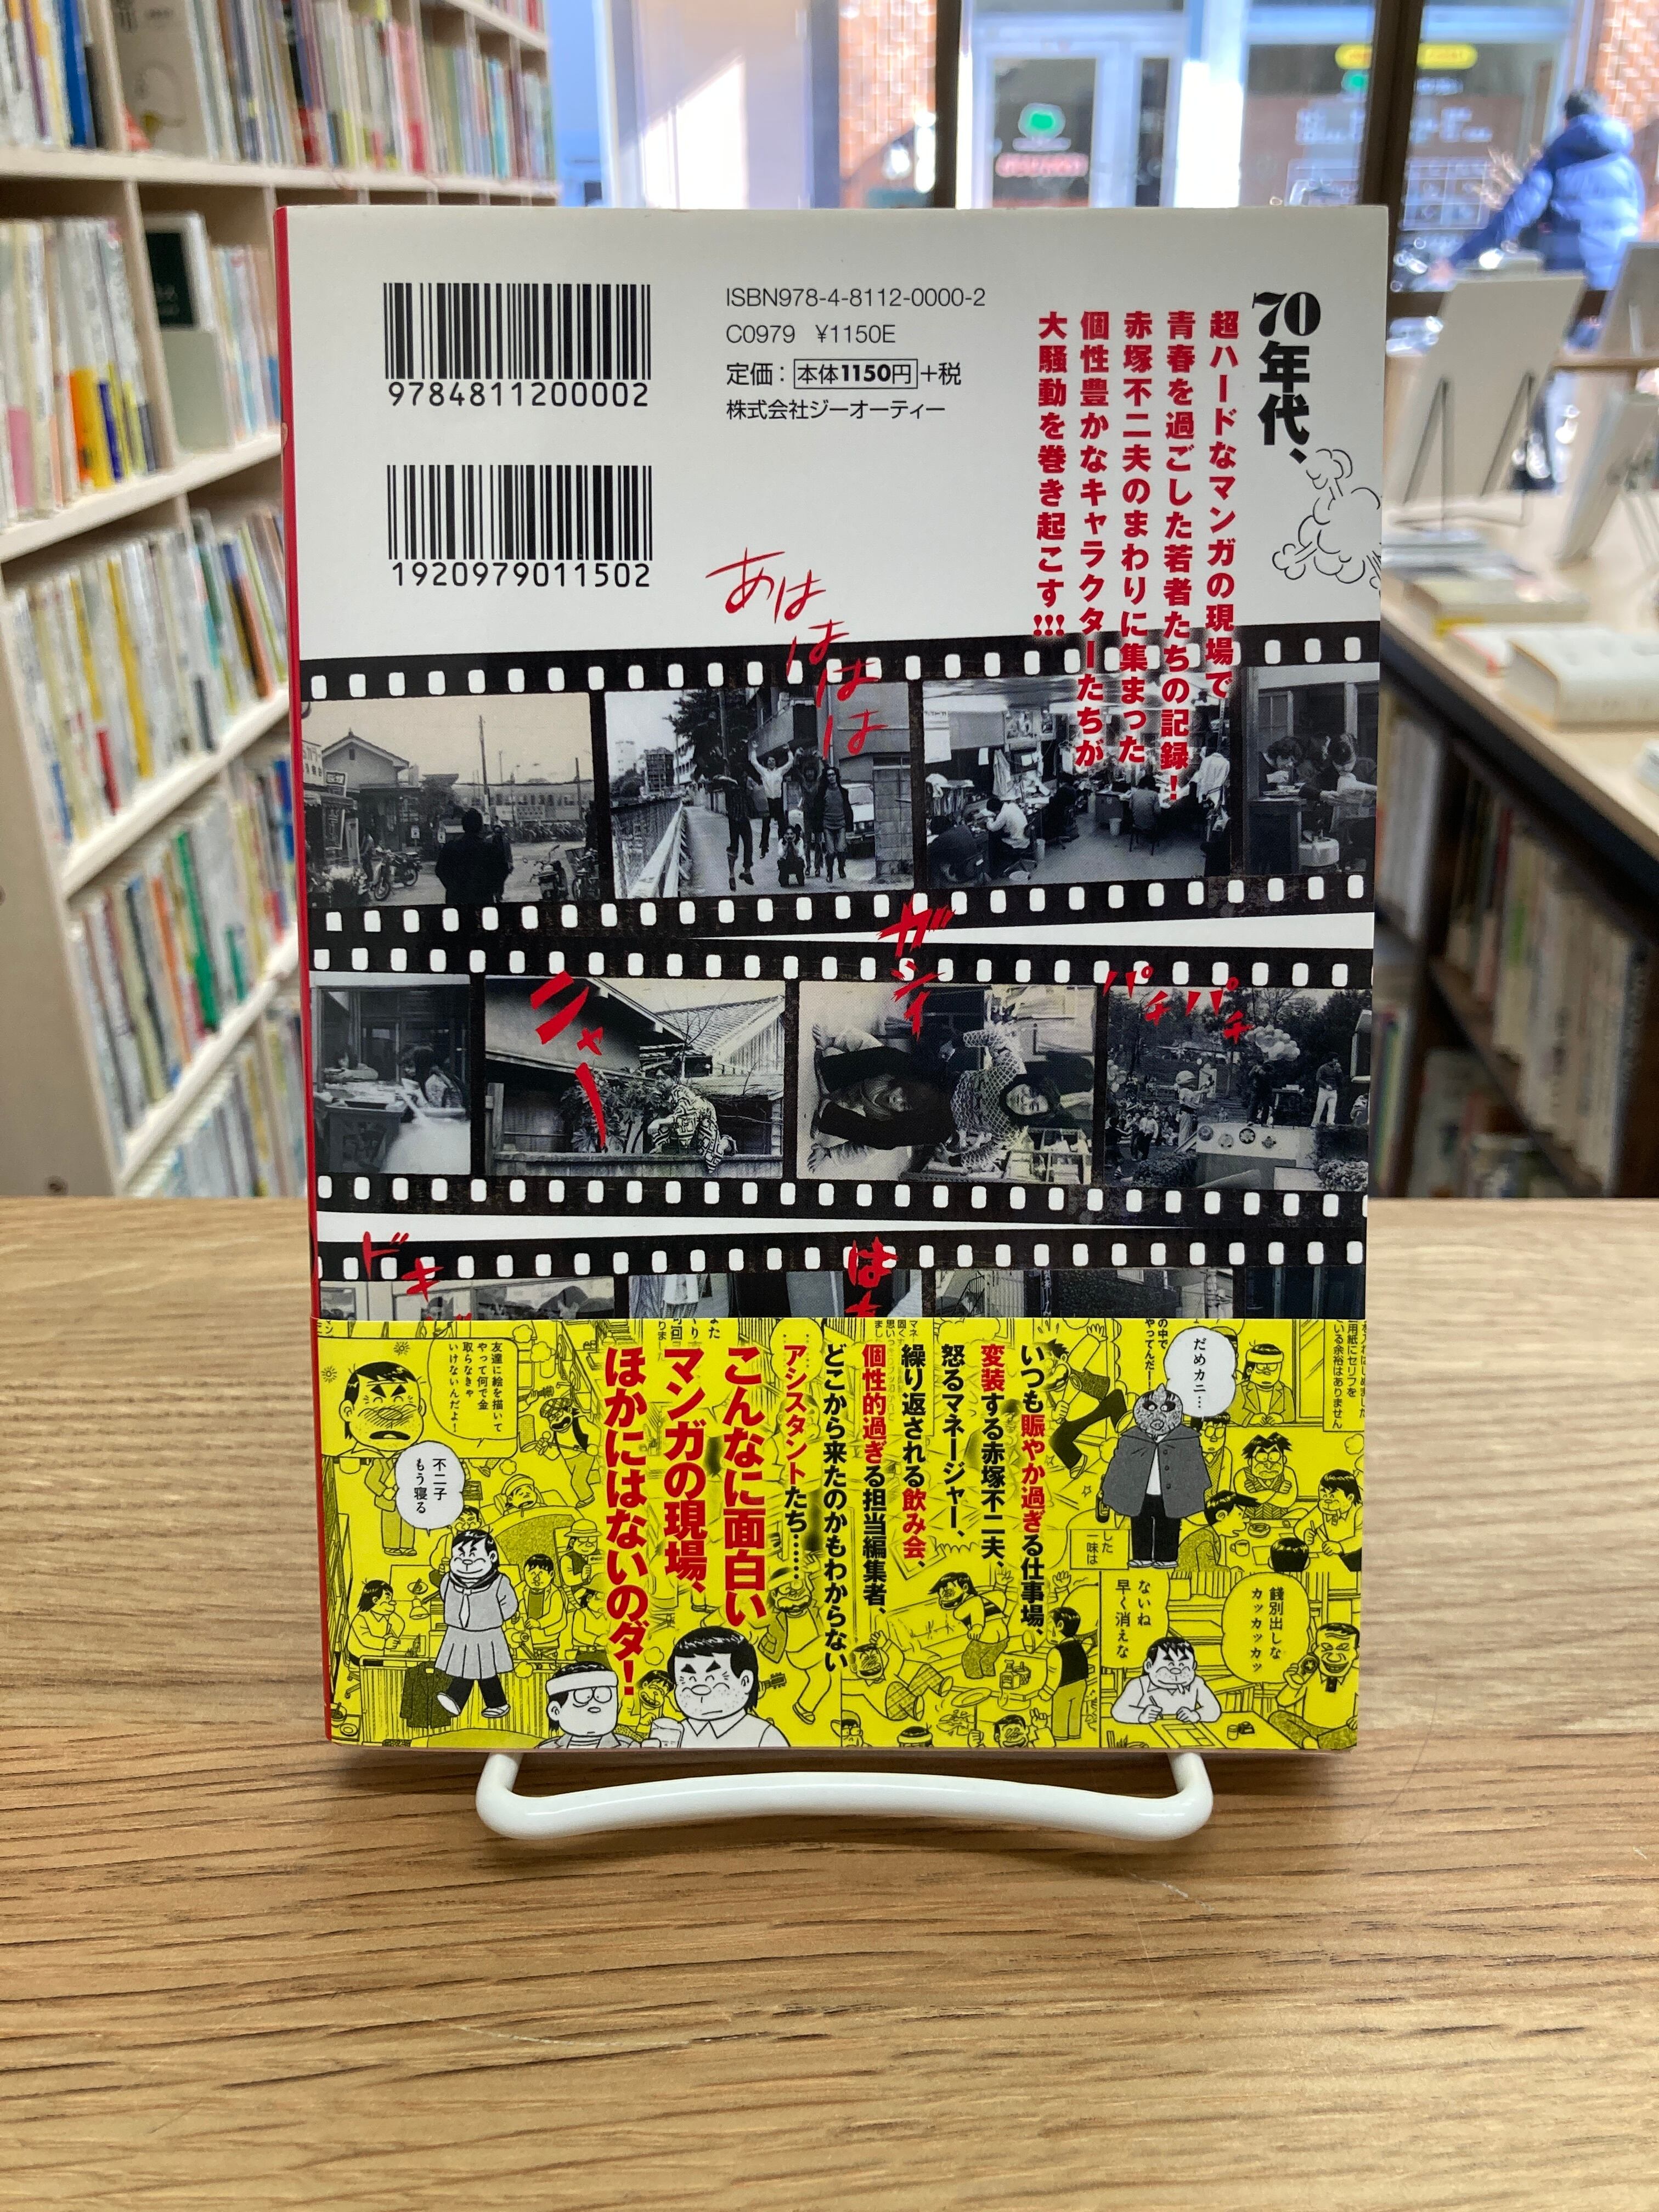 ISBN978-4-8112-0000-2
C0979 ¥1150E
定価：本体1150円+税
株式会社ジーオーティー
9784811200002
1920979011502
70年代、
超ハードなマンガの現場で
青春を過ごした若者たちの記録！
赤塚不二夫のまわりに集まった
個性豊かなキャラクターたちが
大騒動を巻き起こす!!!
あはははは
ガシィ
ニャー
パチパチ
ドキ
は
だめカニ…
いつも賑やか過ぎる仕事場、
変装する赤塚不二夫、
怒るマネージャー、
繰り返される飲み会、
個性的過ぎる担当編集者、
どこから来たのかもわからない
アシスタントたち……
こんなに面白い
マンガの現場、
ほかにはないのダ！
友達に絵を描いて
やって何で金
取らなきゃ
いけないんだよ！
不二子
もう寝る
餞別出しな
カッカッカッ
ないね
早く消えな